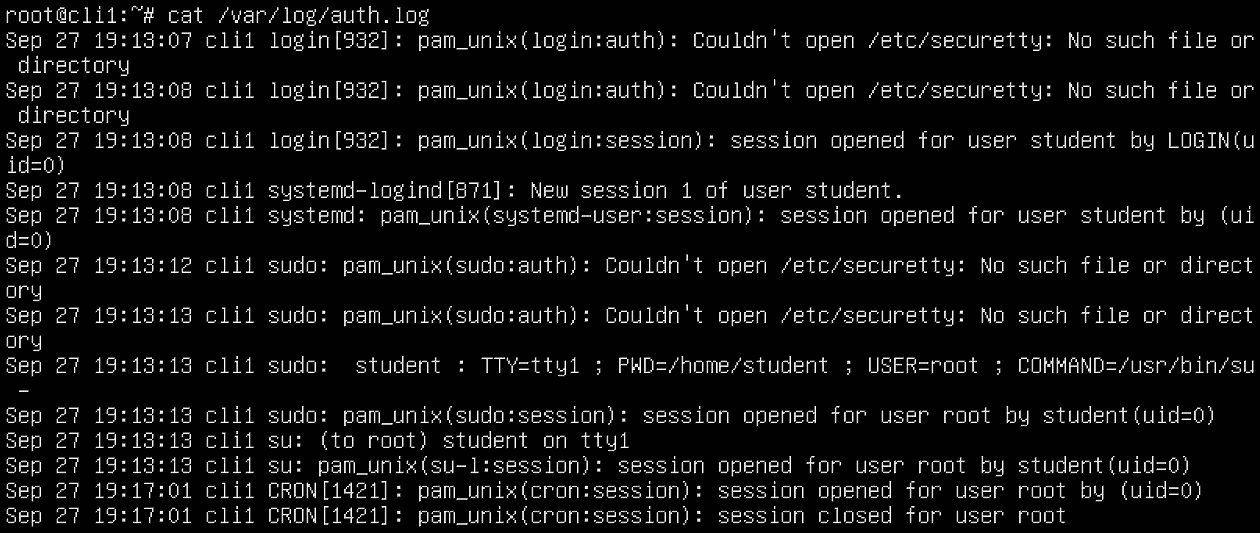 root@cli1:~# cat /var/log/auth.log
Sep 27 19:13:07 cli1 login[932]: pam_unix(login:auth): Couldn't open /etc/securetty: No such file or
 directory
Sep 27 19:13:08 cli1 login[932]: pam_unix(login:auth): Couldn't open /etc/securetty: No such file or
 directory
Sep 27 19:13:08 cli1 login[932]: pam_unix(login:session): session opened for user student by LOGIN(u
id=0)
Sep 27 19:13:08 cli1 systemd-logind[871]: New session 1 of user student.
Sep 27 19:13:08 cli1 systemd: pam_unix(systemd-user:session): session opened for user student by (ui
d=0)
Sep 27 19:13:12 cli1 sudo: pam_unix(sudo:auth): Couldn't open /etc/securetty: No such file or direct
ory
Sep 27 19:13:13 cli1 sudo: pam_unix(sudo:auth): Couldn't open /etc/securetty: No such file or direct
ory
Sep 27 19:13:13 cli1 sudo:  student : TTY=tty1 ; PWD=/home/student ; USER=root ; COMMAND=/usr/bin/su
 -
Sep 27 19:13:13 cli1 sudo: pam_unix(sudo:session): session opened for user root by student(uid=0)
Sep 27 19:13:13 cli1 su: (to root) student on tty1
Sep 27 19:13:13 cli1 su: pam_unix(su-l:session): session opened for user root by student(uid=0)
Sep 27 19:17:01 cli1 CRON[1421]: pam_unix(cron:session): session opened for user root by (uid=0)
Sep 27 19:17:01 cli1 CRON[1421]: pam_unix(cron:session): session closed for user root